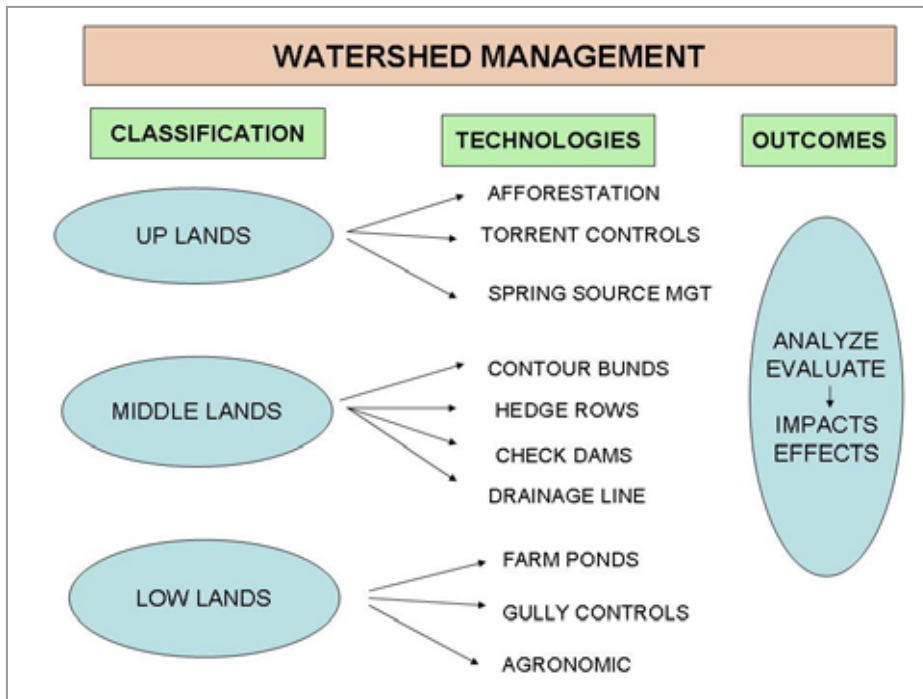 WATERSHED MANAGEMENT
CLASSIFICATION
TECHNOLOGIES
OUTCOMES
UP LANDS
AFFORESTATION
TORRENT CONTROLS
SPRING SOURCE MGT
MIDDLE LANDS
CONTOUR BUNDS
HEDGE ROWS
CHECK DAMS
DRAINAGE LINE
LOW LANDS
FARM PONDS
GULLY CONTROLS
AGRONOMIC
ANALYZE
EVALUATE
IMPACTS
EFFECTS